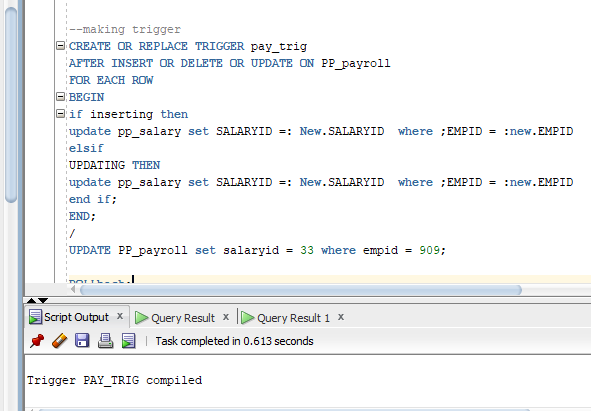 --making trigger
CREATE OR REPLACE TRIGGER pay_trig
AFTER INSERT OR DELETE OR UPDATE ON PP_payroll
FOR EACH ROW
BEGIN
if inserting then
update pp_salary set SALARYID =: New.SALARYID  where ;EMPID = :new.EMPID
elsif
UPDATING THEN
update pp_salary set SALARYID =: New.SALARYID  where ;EMPID = :new.EMPID
end if;
END;
/
UPDATE PP_payroll set salaryid = 33 where empid = 909;
Script Output x Query Result x Query Result 1 x
Task completed in 0.613 seconds
Trigger PAY_TRIG compiled